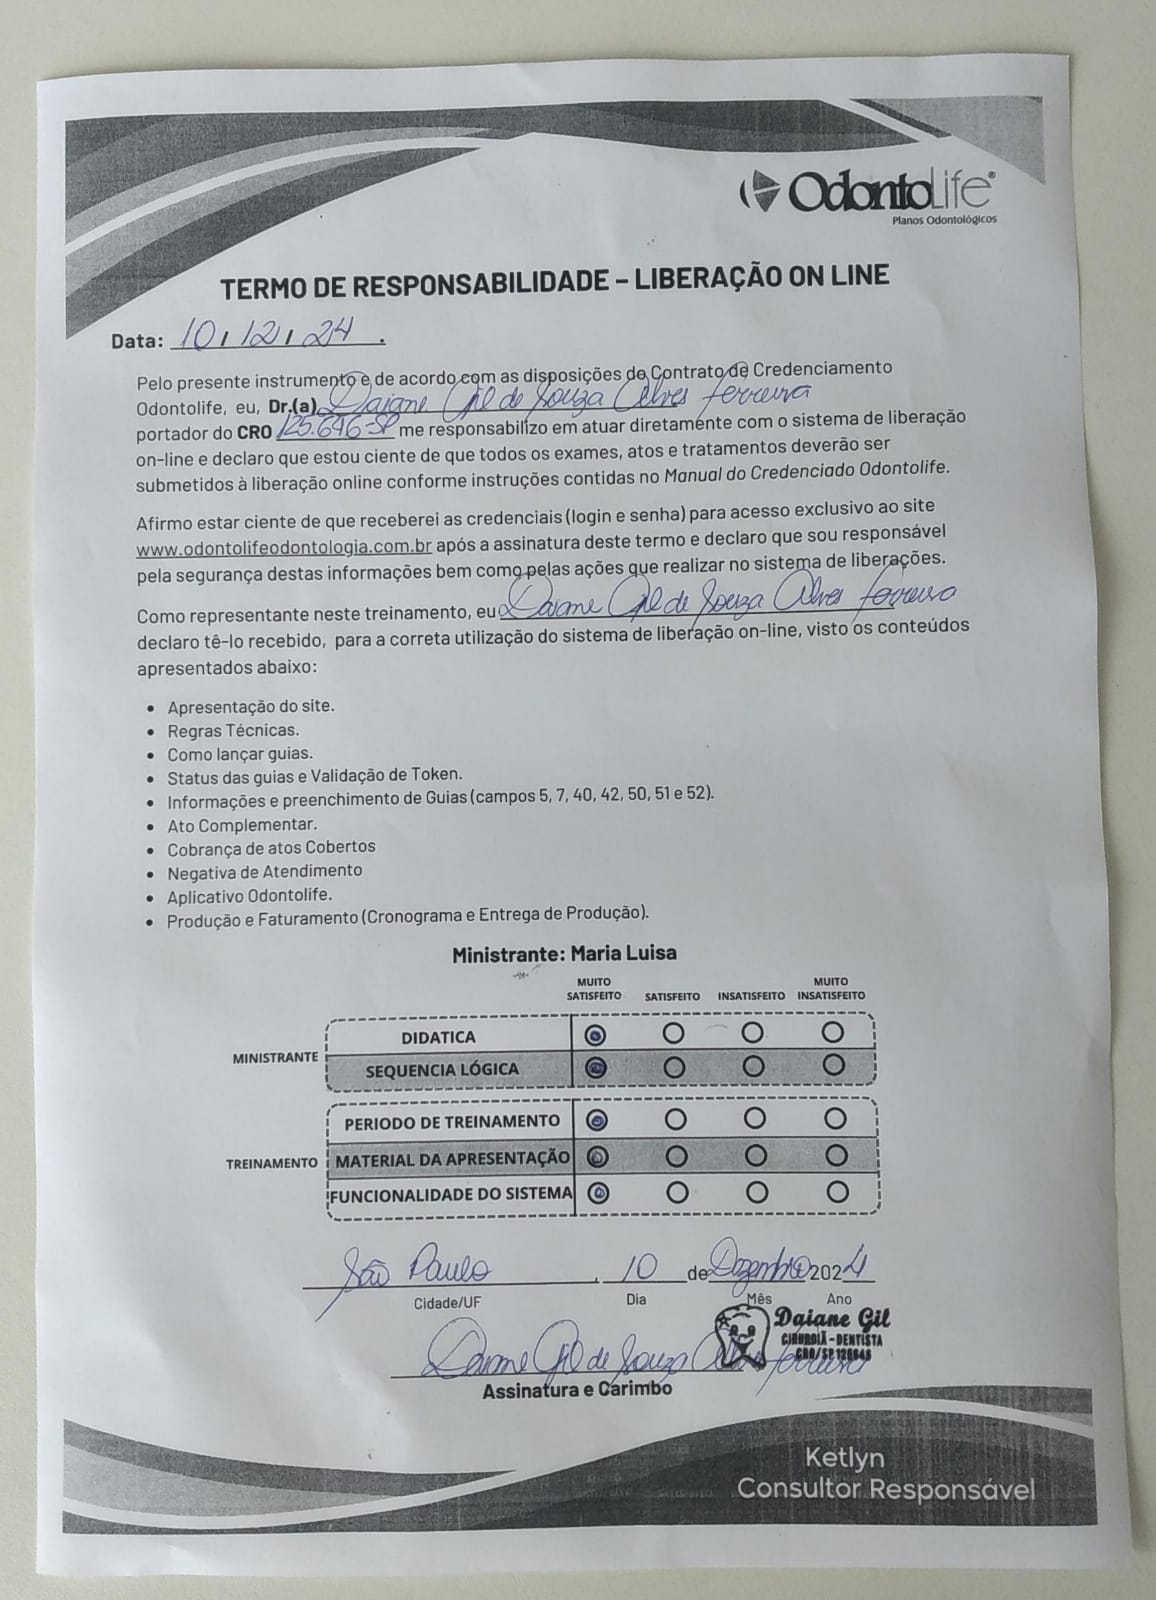 OdontoLife®
Planos Odontológicos
TERMO DE RESPONSABILIDADE – LIBERAÇÃO ON LINE
Data: 10 / 12 / 24 .
Pelo presente instrumento e de acordo com as disposições do Contrato de Credenciamento
Odontolife, eu, Dr.(a) Daiane Gil de Souza Alves Ferreira
portador do CRO 125.646-SP me responsabilizo em atuar diretamente com o sistema de liberação
on-line e declaro que estou ciente de que todos os exames, atos e tratamentos deverão ser
submetidos à liberação online conforme instruções contidas no Manual do Credenciado Odontolife.
Afirmo estar ciente de que receberei as credenciais (login e senha) para acesso exclusivo ao site
www.odontolifeodontologia.com.br após a assinatura deste termo e declaro que sou responsável
pela segurança destas informações bem como pelas ações que realizar no sistema de liberações.
Como representante neste treinamento, eu Daiane Gil de Souza Alves Ferreira
declaro tê-lo recebido, para a correta utilização do sistema de liberação on-line, visto os conteúdos
apresentados abaixo:
• Apresentação do site.
• Regras Técnicas.
• Como lançar guias.
• Status das guias e Validação de Token.
• Informações e preenchimento de Guias (campos 5, 7, 40, 42, 50, 51 e 52).
• Ato Complementar.
• Cobrança de atos Cobertos
• Negativa de Atendimento
• Aplicativo Odontolife.
• Produção e Faturamento (Cronograma e Entrega de Produção).
Ministrante: Maria Luisa
MUITO SATISFEITO SATISFEITO INSATISFEITO MUITO INSATISFEITO
MINISTRANTE
DIDATICA
SEQUENCIA LÓGICA
TREINAMENTO
PERIODO DE TREINAMENTO
MATERIAL DA APRESENTAÇÃO
FUNCIONALIDADE DO SISTEMA
São Paulo, 10 de Dezembro 2024
Cidade/UF Dia Mês Ano
Daiane Gil
CIRURGIÃ - DENTISTA
CRO/SP 125646
Daiane Gil de Souza Alves Ferreira
Assinatura e Carimbo
Ketlyn
Consultor Responsável